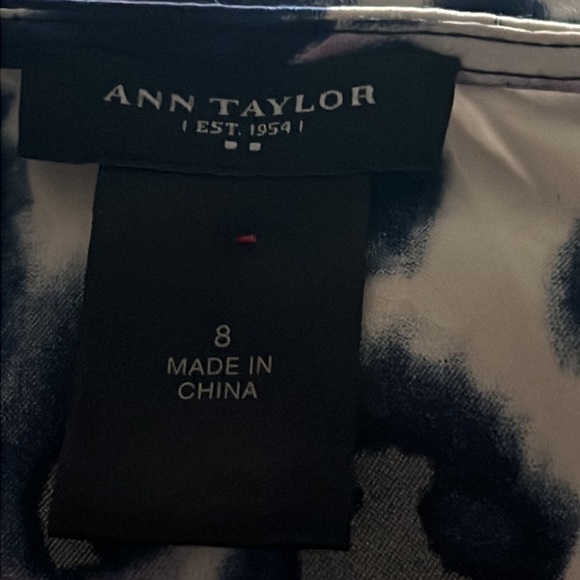 ANN TAYLOR
| EST. 1954 |
8
MADE IN
CHINA